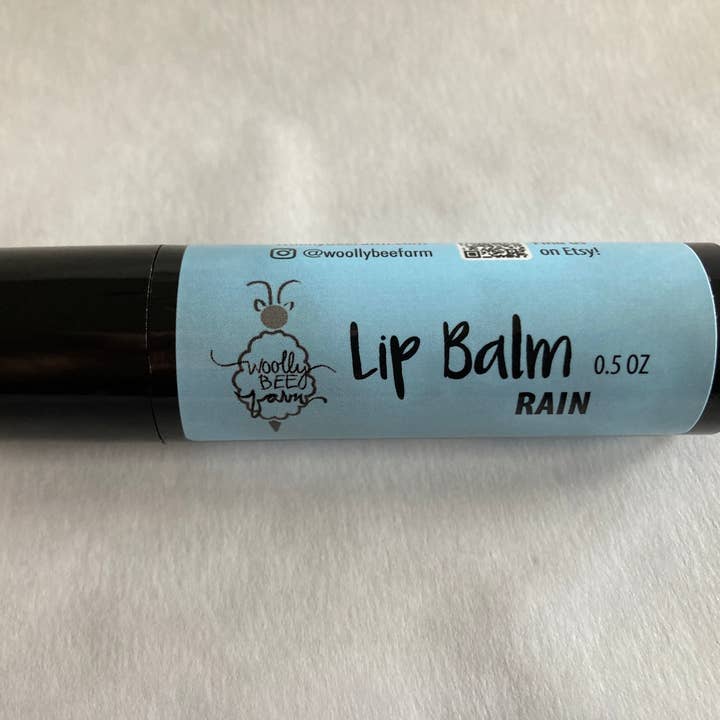 @woollybeefarm
on Etsy!
woolly
BEE
farm
Lip Balm 0.5 OZ
RAIN